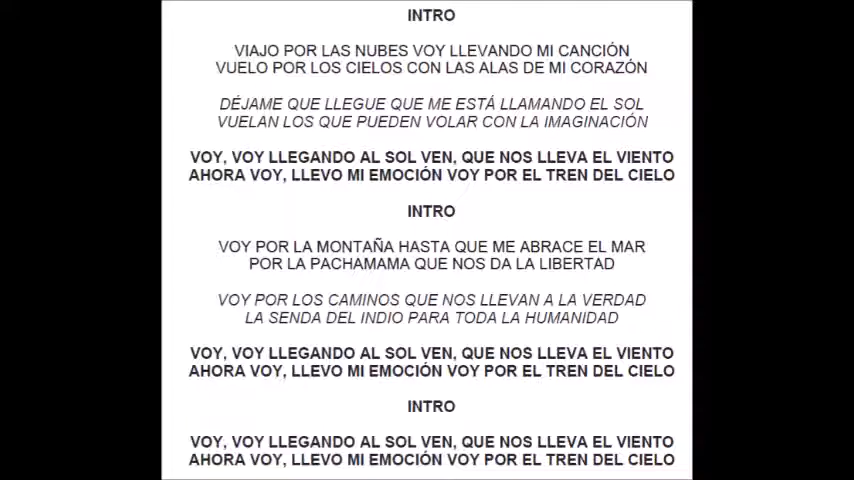 INTRO
VIAJO POR LAS NUBES VOY LLEVANDO MI CANCIÓN
VUELO POR LOS CIELOS CON LAS ALAS DE MI CORAZÓN
DÉJAME QUE LLEGUE QUE ME ESTÁ LLAMANDO EL SOL
VUELAN LOS QUE PUEDEN VOLAR CON LA IMAGINACIÓN
VOY, VOY LLEGANDO AL SOL VEN, QUE NOS LLEVA EL VIENTO
AHORA VOY, LLEVO MI EMOCIÓN VOY POR EL TREN DEL CIELO
INTRO
VOY POR LA MONTAÑA HASTA QUE ME ABRACE EL MAR
POR LA PACHAMAMA QUE NOS DA LA LIBERTAD
VOY POR LOS CAMINOS QUE NOS LLEVAN A LA VERDAD
LA SENDA DEL INDIO PARA TODA LA HUMANIDAD
VOY, VOY LLEGANDO AL SOL VEN, QUE NOS LLEVA EL VIENTO
AHORA VOY, LLEVO MI EMOCIÓN VOY POR EL TREN DEL CIELO
INTRO
VOY, VOY LLEGANDO AL SOL VEN, QUE NOS LLEVA EL VIENTO
AHORA VOY, LLEVO MI EMOCIÓN VOY POR EL TREN DEL CIELO